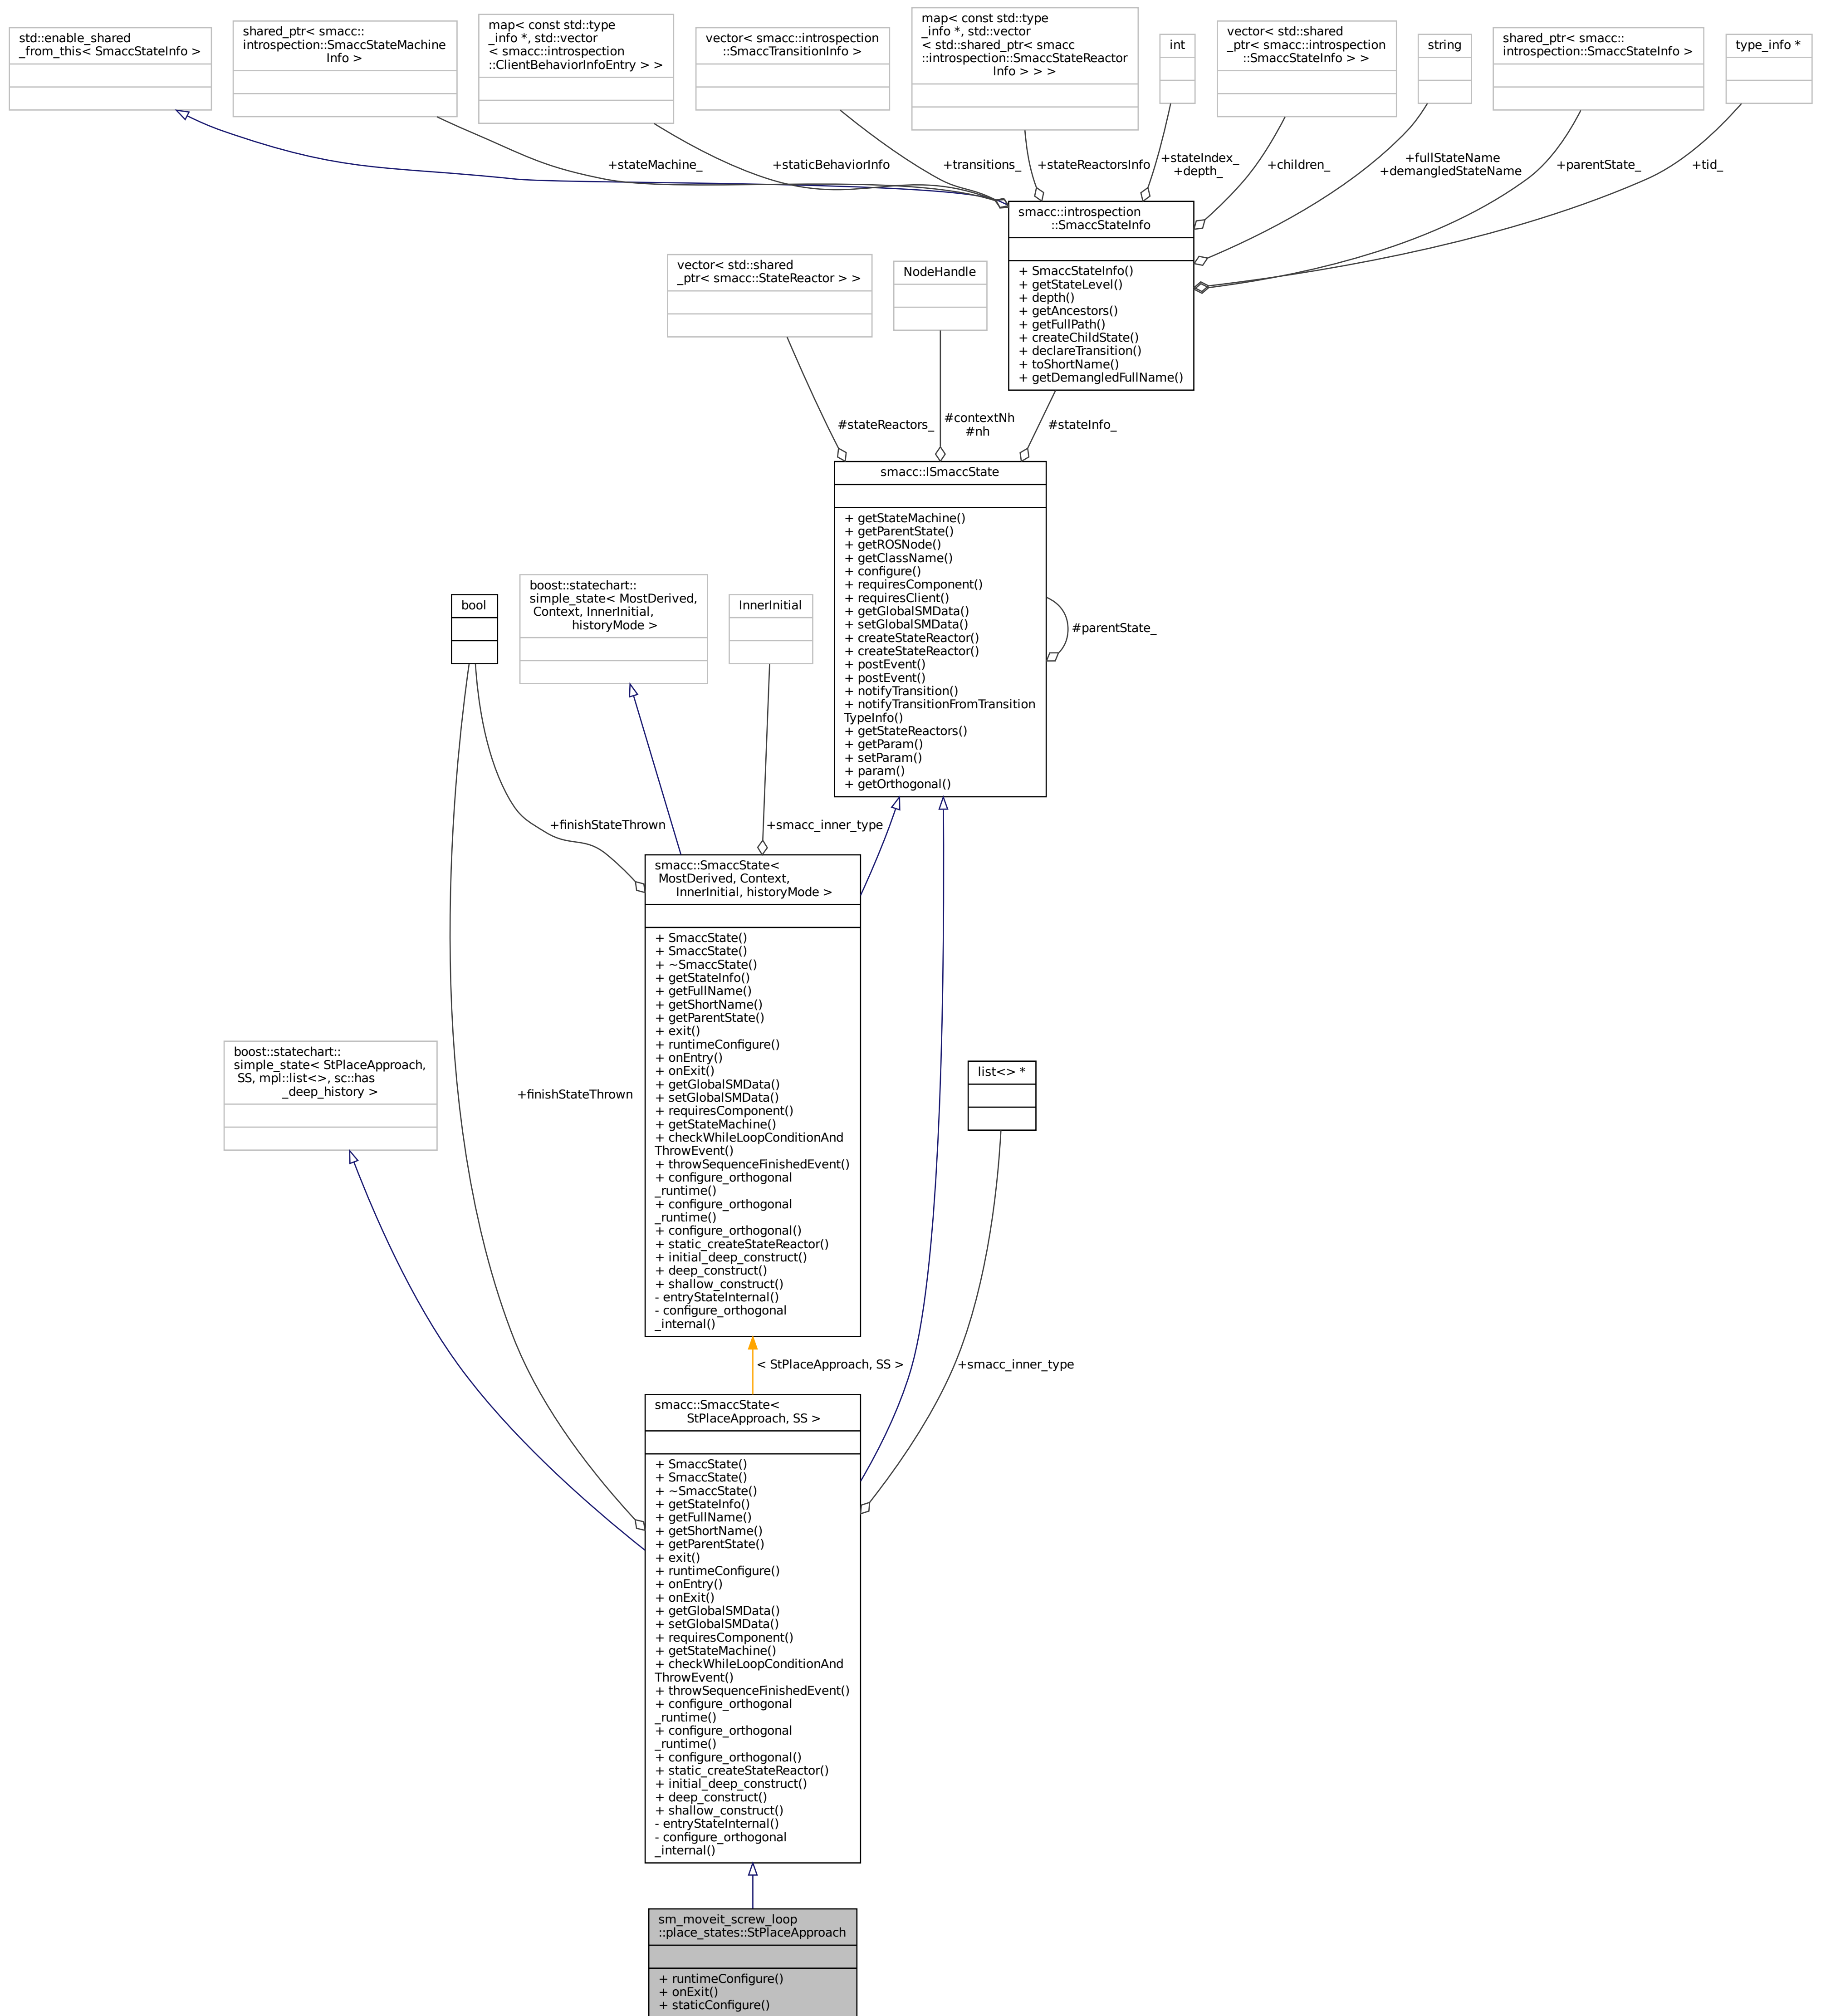 std::enable_shared
_from_this< SmaccStateInfo >
shared_ptr< smacc::
introspection::SmaccStateMachine
Info >
map< const std::type
_info *, std::vector
< smacc::introspection
::ClientBehaviorInfoEntry > >
vector< smacc::introspection
::SmaccTransitionInfo >
map< const std::type
_info *, std::vector
< std::shared_ptr< smacc
::introspection::SmaccStateReactor
Info > > >
int
vector< std::shared
_ptr< smacc::introspection
::SmaccStateInfo > >
string
shared_ptr< smacc::
introspection::SmaccStateInfo >
type_info *
+stateMachine_
+staticBehaviorInfo
+transitions_
+stateReactorsInfo
+stateIndex_
+depth_
+children_
+fullStateName
+demangledStateName
+parentState_
+tid_
smacc::introspection
::SmaccStateInfo
+ SmaccStateInfo()
+ getStateLevel()
+ depth()
+ getAncestors()
+ getFullPath()
+ createChildState()
+ declareTransition()
+ toShortName()
+ getDemangledFullName()
vector< std::shared
_ptr< smacc::StateReactor > >
NodeHandle
#stateReactors_
#contextNh
#nh
#stateInfo_
smacc::ISmaccState
+ getStateMachine()
+ getParentState()
+ getROSNode()
+ getClassName()
+ configure()
+ requiresComponent()
+ requiresClient()
+ getGlobalSMData()
+ setGlobalSMData()
+ createStateReactor()
+ createStateReactor()
+ postEvent()
+ postEvent()
+ notifyTransition()
+ notifyTransitionFromTransition
TypeInfo()
+ getStateReactors()
+ getParam()
+ setParam()
+ param()
+ getOrthogonal()
#parentState_
bool
boost::statechart::
simple_state< MostDerived,
Context, InnerInitial,
historyMode >
InnerInitial
+finishStateThrown
+smacc_inner_type
smacc::SmaccState<
MostDerived, Context,
InnerInitial, historyMode >
+ SmaccState()
+ SmaccState()
+ ~SmaccState()
+ getStateInfo()
+ getFullName()
+ getShortName()
+ getParentState()
+ exit()
+ runtimeConfigure()
+ onEntry()
+ onExit()
+ getGlobalSMData()
+ setGlobalSMData()
+ requiresComponent()
+ getStateMachine()
+ checkWhileLoopConditionAnd
ThrowEvent()
+ throwSequenceFinishedEvent()
+ configure_orthogonal
_runtime()
+ configure_orthogonal
_runtime()
+ configure_orthogonal()
+ static_createStateReactor()
+ initial_deep_construct()
+ deep_construct()
+ shallow_construct()
- entryStateInternal()
- configure_orthogonal
_internal()
boost::statechart::
simple_state< StPlaceApproach,
SS, mpl::list<>, sc::has
_deep_history >
+finishStateThrown
list<> *
< StPlaceApproach, SS >
+smacc_inner_type
smacc::SmaccState<
StPlaceApproach, SS >
+ SmaccState()
+ SmaccState()
+ ~SmaccState()
+ getStateInfo()
+ getFullName()
+ getShortName()
+ getParentState()
+ exit()
+ runtimeConfigure()
+ onEntry()
+ onExit()
+ getGlobalSMData()
+ setGlobalSMData()
+ requiresComponent()
+ getStateMachine()
+ checkWhileLoopConditionAnd
ThrowEvent()
+ throwSequenceFinishedEvent()
+ configure_orthogonal
_runtime()
+ configure_orthogonal
_runtime()
+ configure_orthogonal()
+ static_createStateReactor()
+ initial_deep_construct()
+ deep_construct()
+ shallow_construct()
- entryStateInternal()
- configure_orthogonal
_internal()
sm_moveit_screw_loop
::place_states::StPlaceApproach
+ runtimeConfigure()
+ onExit()
+ staticConfigure()